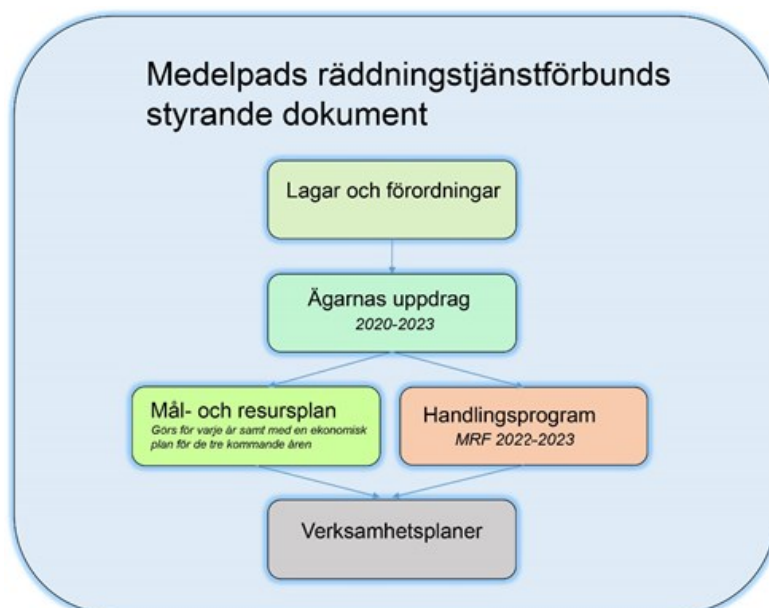 Medelpads räddningstjänstförbunds
styrande dokument
Lagar och förordningar
Ägarnas uppdrag
2020-2023
Mål- och resursplan
Görs för varje år samt med en ekonomisk
plan för de tre kommande åren
Handlingsprogram
MRF 2022-2023
Verksamhetsplaner